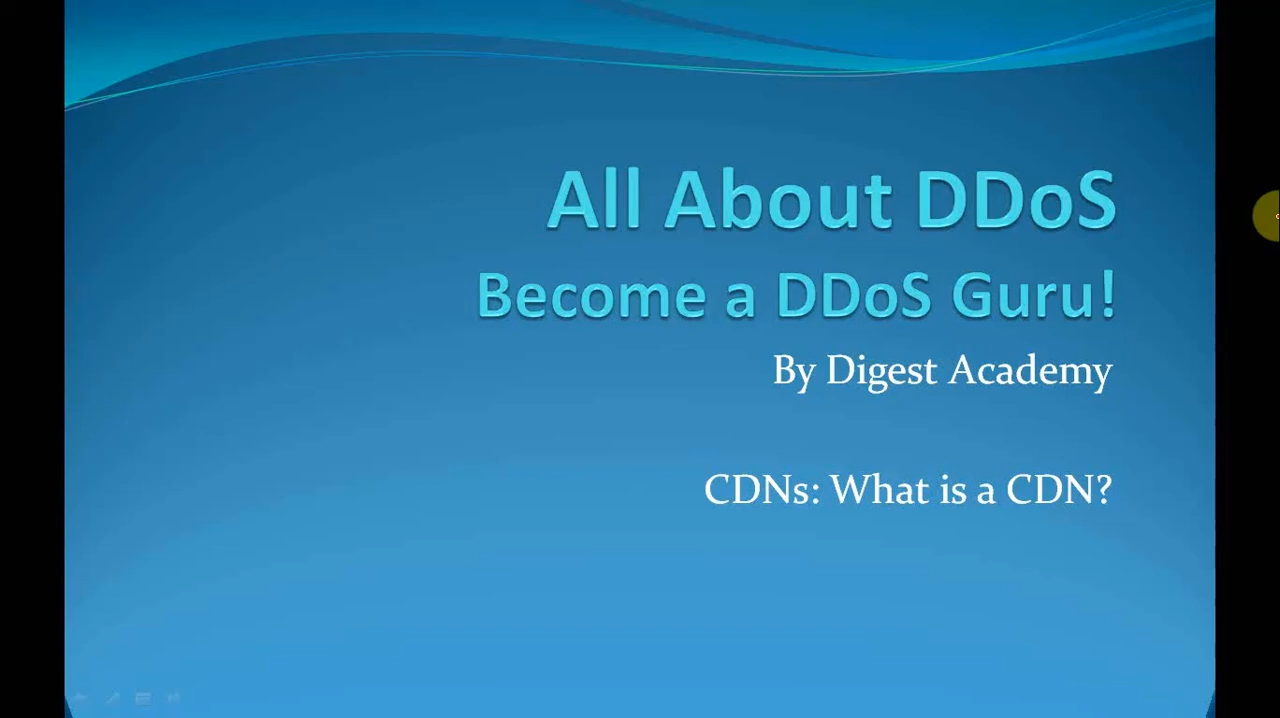 All About DDoS
Become a DDoS Guru!
By Digest Academy
CDNs: What is a CDN?